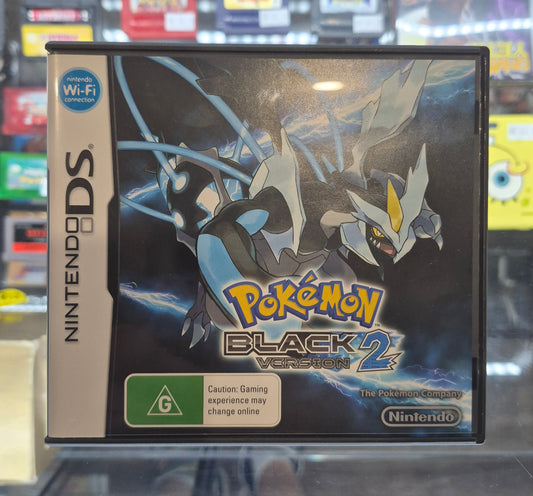 nintendo
Wi-Fi
connection
NINTENDO DS
POKéMON
BLACK
VERSION 2
G
Caution: Gaming
experience may
change online
The Pokémon Company
Nintendo